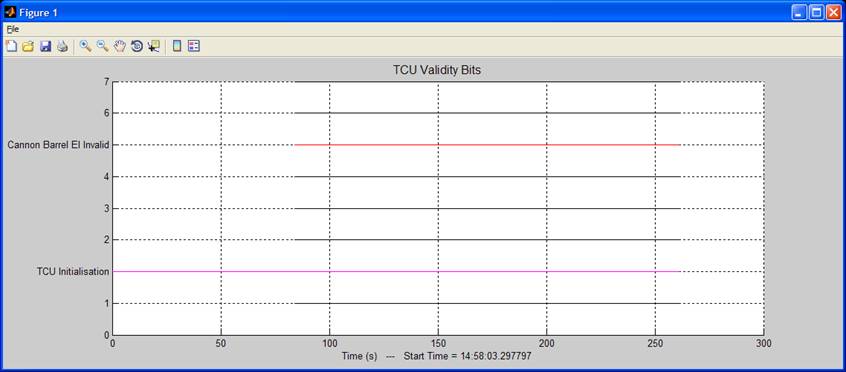 Figure 1
File
TCU Validity Bits
7
6
Cannon Barrel El Invalid
4
3
2
TCU Initialisation
1
0
0 50 100 150 200 250 300
Time (s) --- Start Time = 14:58:03.297797